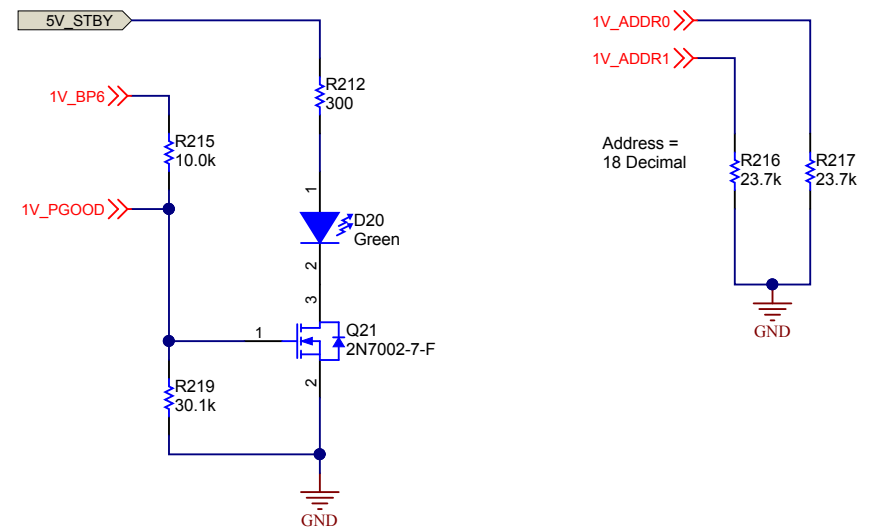 5V_STBY
R212
300
1V_BP6
R215
10.0k
1V_PGOOD
1
D20
Green
2
3
1
Q21
2N7002-7-F
2
R219
30.1k
GND
1V_ADDR0
1V_ADDR1
Address =
18 Decimal
R216
23.7k
R217
23.7k
GND